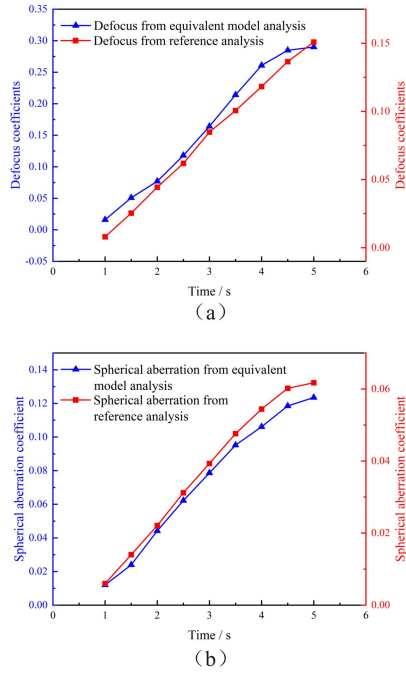 0.35
0.30
0.25
0.20
0.15
0.10
0.05
0.00
-0.05
Defocus coefficients
Defocus from equivalent model analysis
Defocus from reference analysis
0.15
0.10
0.05
0.00
Defocus coefficients
0 1 2 3 4 5 6
Time / s
(a)
0.14
0.12
0.10
0.08
0.06
0.04
0.02
0.00
Spherical aberration coefficient
Spherical aberration from equivalent
model analysis
Spherical aberration from
reference analysis
0.06
0.04
0.02
0.00
Spherical aberration coefficient
0 1 2 3 4 5 6
Time / s
(b)